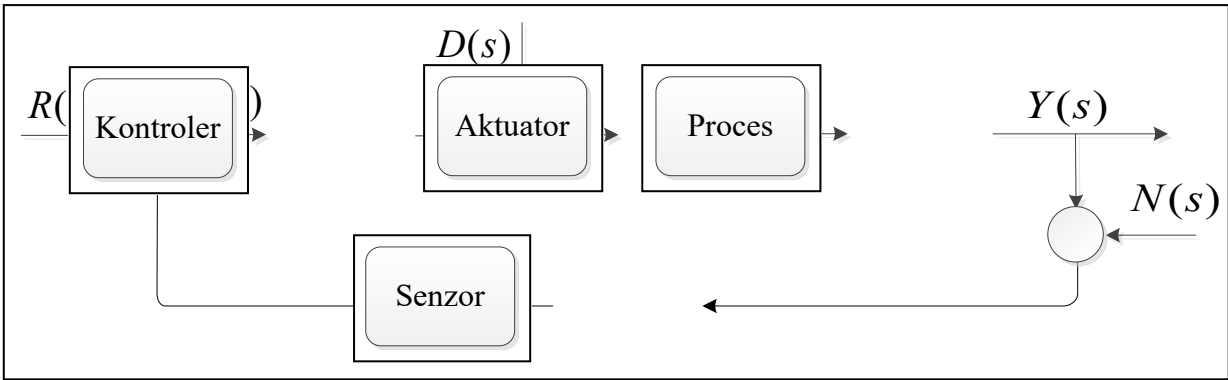 D(s)
R(
)
Kontroler
Aktuator
Proces
Y(s)
N(s)
Senzor